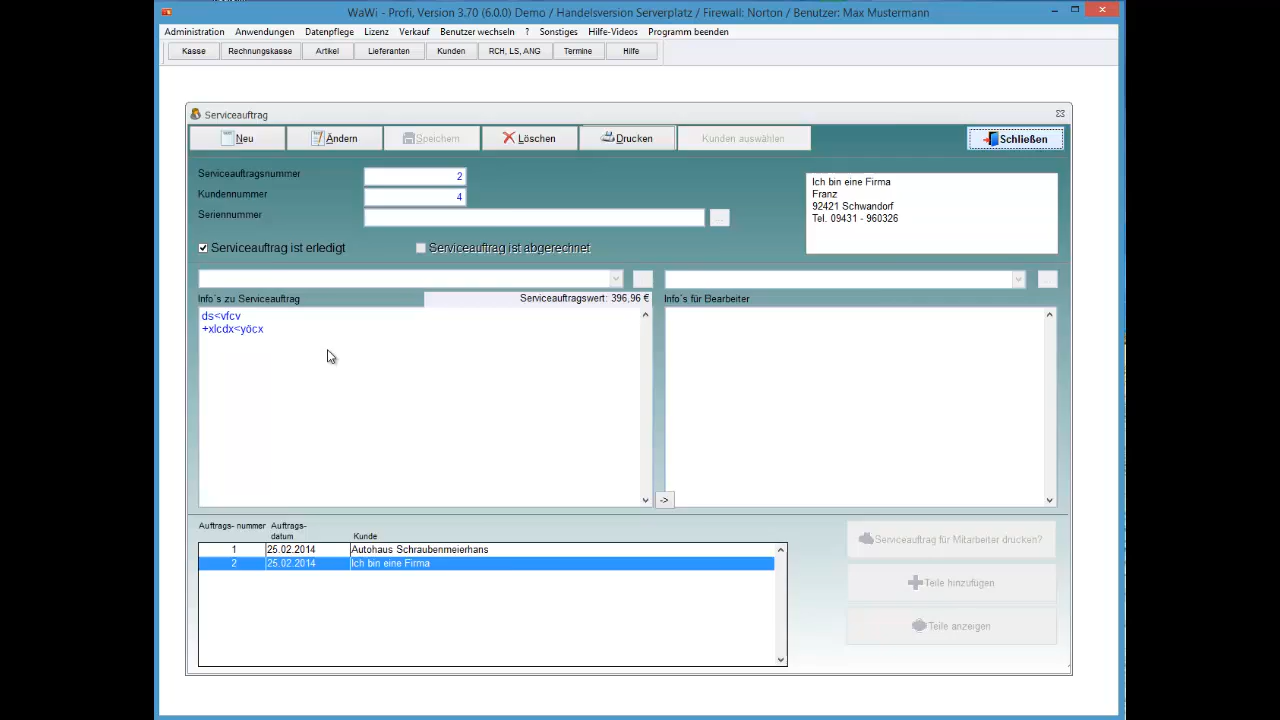 WaWi - Profi, Version 3.70 (6.0.0) Demo / Handelsversion Serverplatz / Firewall: Norton / Benutzer: Max Mustermann
Administration Anwendungen Datenpflege Lizenz Verkauf Benutzer wechseln ? Sonstiges Hilfe-Videos Programm beenden
Kasse Rechnungskasse Artikel Lieferanten Kunden RCH, LS, ANG Termine Hilfe
Serviceauftrag
Neu Ändern Speichern Löschen Drucken Kunden auswählen Schließen
Serviceauftragsnummer 2
Kundennummer 4
Seriennummer ...
Ich bin eine Firma
Franz
92421 Schwandorf
Tel. 09431 - 960326
Serviceauftrag ist erledigt Serviceauftrag ist abgerechnet
Info´s zu Serviceauftrag Serviceauftragswert: 396,96 € Info´s für Bearbeiter
ds<vfcv
+xlcdx<yöcx
->
Auftrags- nummer Auftrags- datum Kunde
1 25.02.2014 Autohaus Schraubenmeierhans
2 25.02.2014 Ich bin eine Firma
Serviceauftrag für Mitarbeiter drucken?
Teile hinzufügen
Teile anzeigen